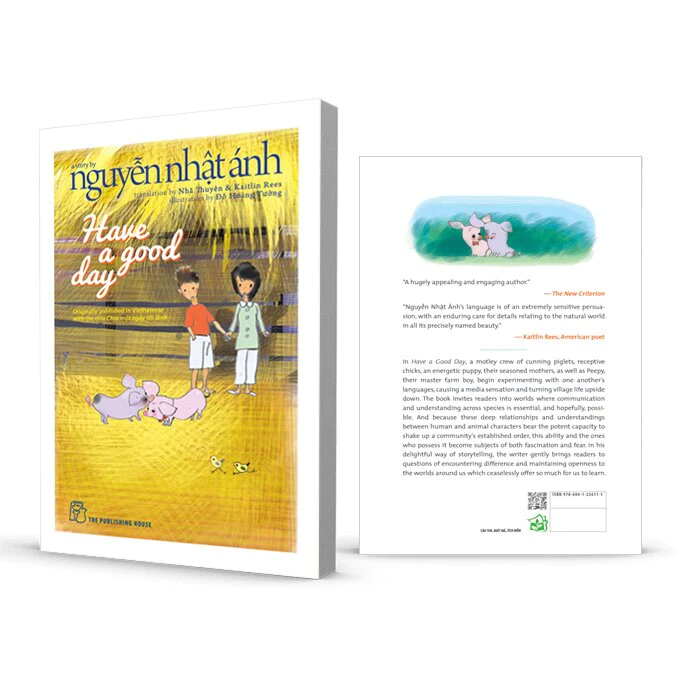 a story by
nguyễn nhật ánh
translation by Nhã Thuyên & Kaitlin Rees
illustration by Đỗ Hoàng Tường
Have
a good
day
Originally published in Vietnamese
with the title Chúc một ngày tốt lành
TRE PUBLISHING HOUSE
"A hugely appealing and engaging author."
— The New Criterion
"Nguyễn Nhật Ánh's language is of an extremely sensitive persua-
sion, with an enduring care for details relating to the natural world
in all its precisely named beauty."
— Kaitlin Rees, American poet
In Have a Good Day, a motley crew of cunning piglets, receptive
chicks, an energetic puppy, their seasoned mothers, as well as Peepy,
their master farm boy, begin experimenting with one another's
languages, causing a media sensation and turning village life upside
down. The book invites readers into worlds where communication
and understanding across species is essential, and hopefully, possi-
ble. And because these deep relationships and understandings
between human and animal characters bear the potent capacity to
shake up a community's established order, this ability and the ones
who possess it become subjects of both fascination and fear. In his
delightful way of storytelling, the writer gently brings readers to
questions of encountering difference and maintaining openness to
the worlds around us which ceaselessly offer so much for us to learn.